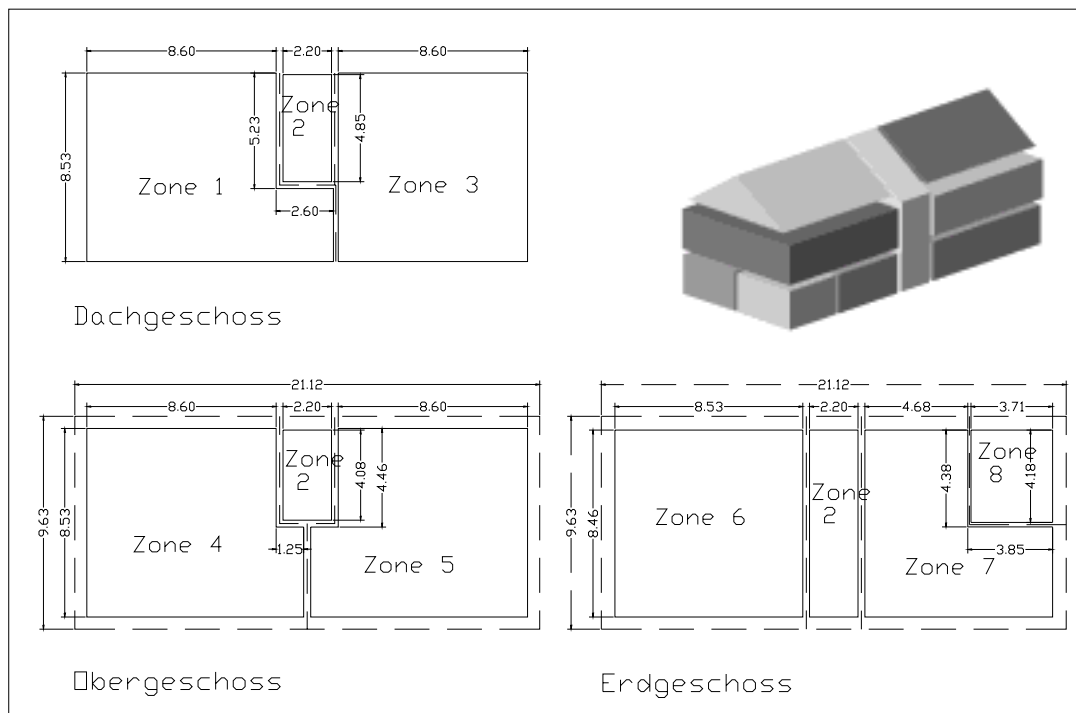 8.60 2.20 8.60
8.53
Zone
2
5.23
4.85
Zone 1
Zone 3
2.60
Dachgeschoss
21.12
8.60 2.20 8.60
9.63
8.53
Zone
2
4.08
4.46
Zone 4
1.25
Zone 5
Obergeschoss
21.12
8.53 2.20 4.68 3.71
9.63
8.46
4.38
Zone
8
4.18
Zone
2
Zone 6
3.85
Zone 7
Erdgeschoss